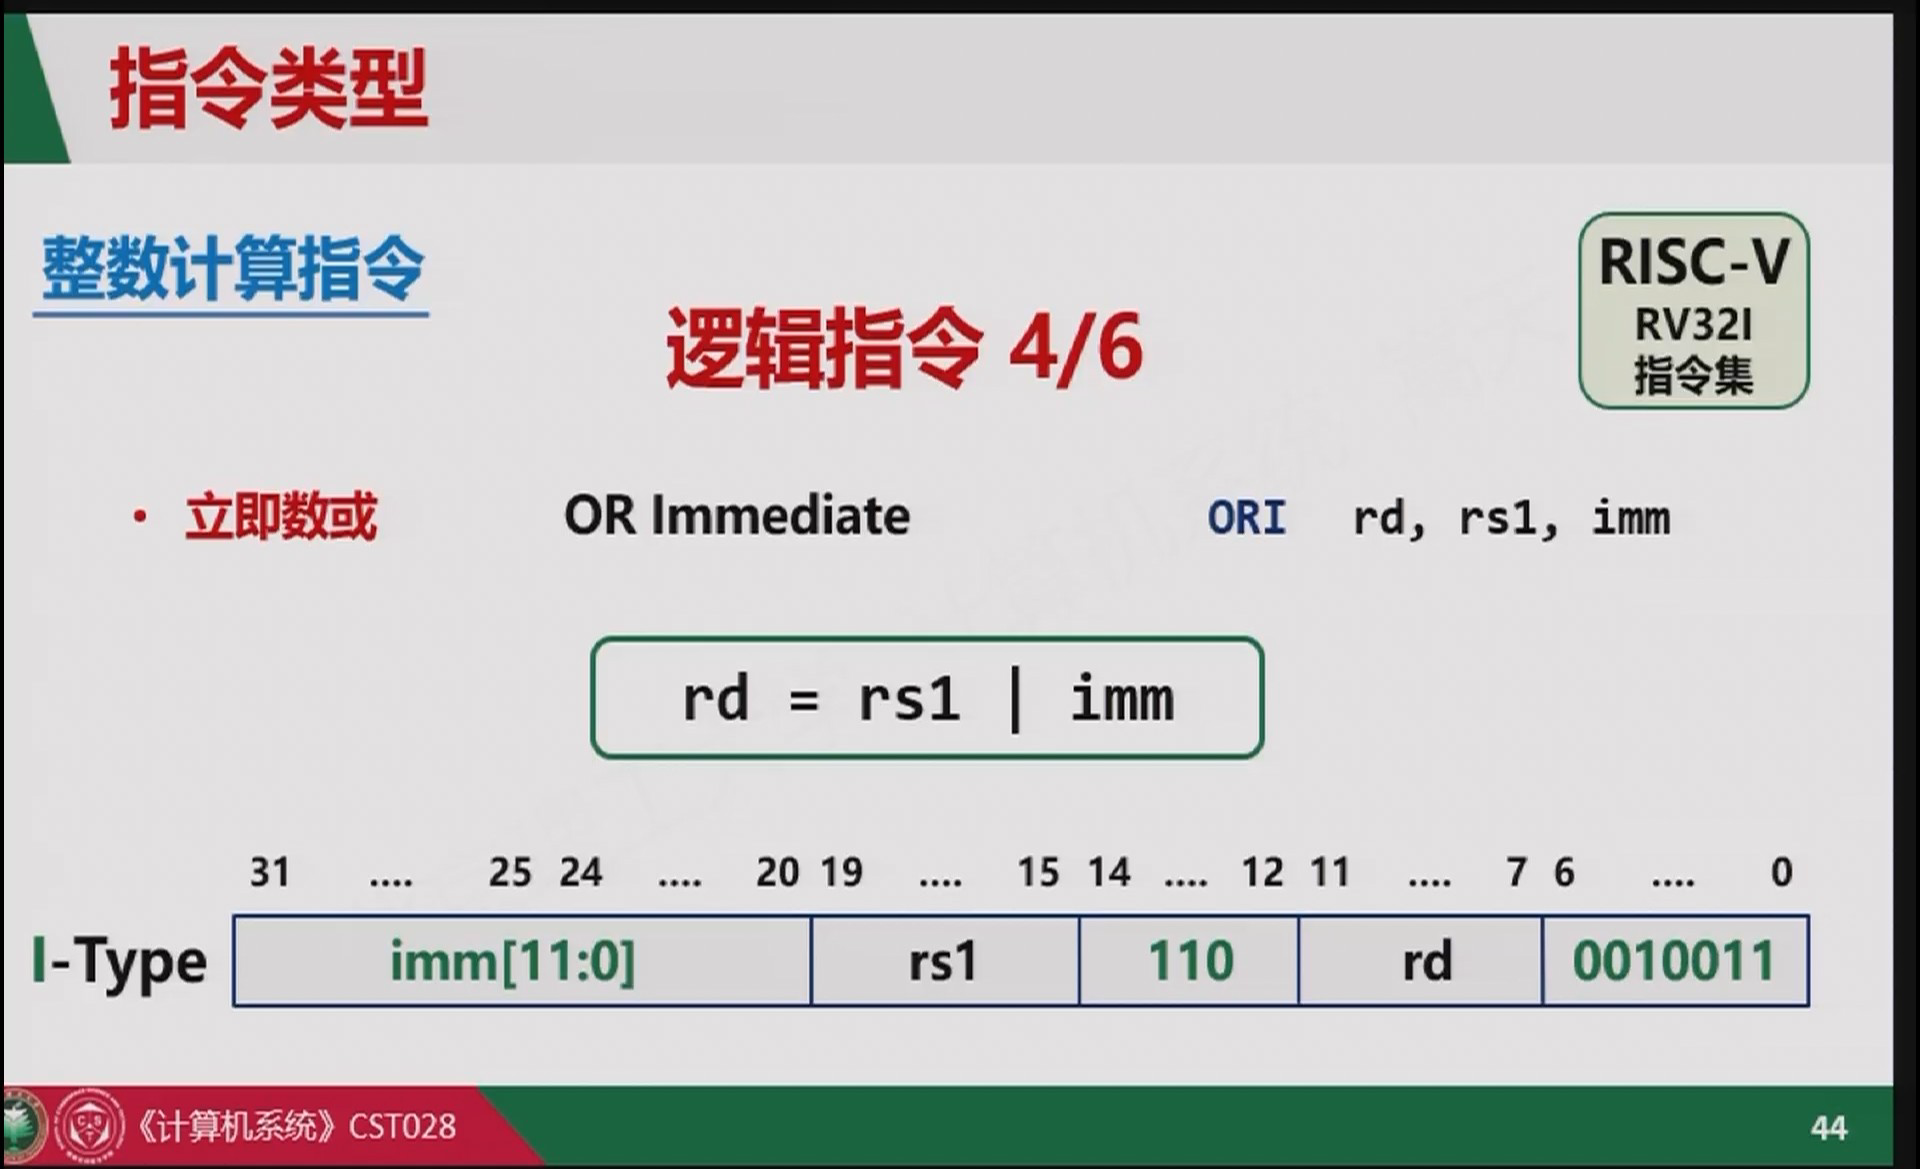 指令类型
整数计算指令
RISC-V
RV32I
指令集
逻辑指令 4/6
• 立即数或 OR Immediate ORI rd, rs1, imm
rd = rs1 | imm
31 .... 25 24 .... 20 19 .... 15 14 .... 12 11 .... 7 6 .... 0
I-Type imm[11:0] rs1 110 rd 0010011
《计算机系统》CST028
44